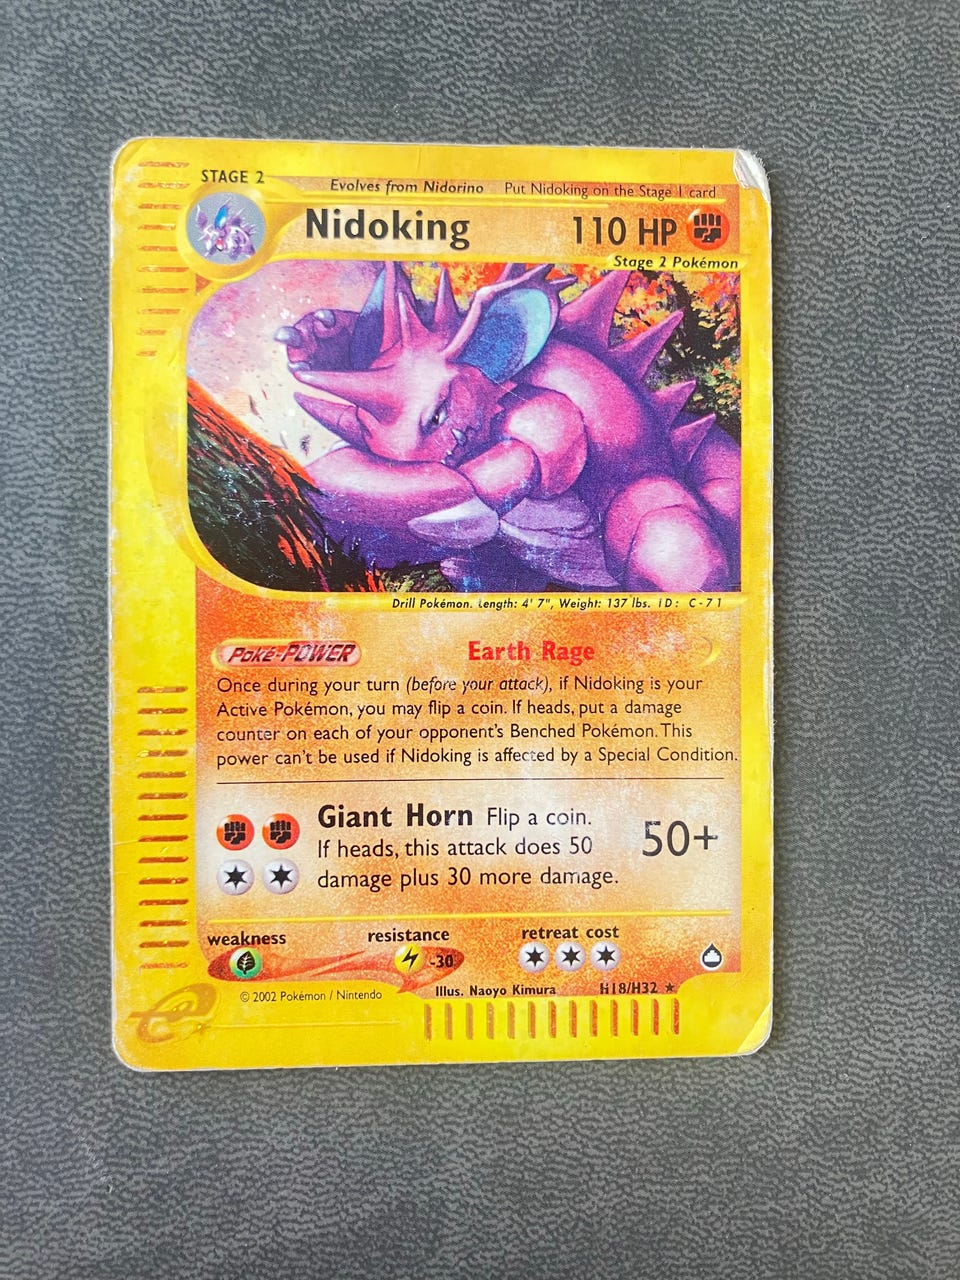 STAGE 2
Evolves from Nidorino Put Nidoking on the Stage 1 card
Nidoking 110 HP
Stage 2 Pokémon
Drill Pokémon. Length: 4' 7", Weight: 137 lbs. ID: C-71
Poké-POWER Earth Rage
Once during your turn (before your attack), if Nidoking is your
Active Pokémon, you may flip a coin. If heads, put a damage
counter on each of your opponent's Benched Pokémon. This
power can't be used if Nidoking is affected by a Special Condition.
Giant Horn Flip a coin.
If heads, this attack does 50
damage plus 30 more damage.
50+
weakness resistance retreat cost
-30
© 2002 Pokémon / Nintendo Illus. Naoyo Kimura H18/H32 ★
e